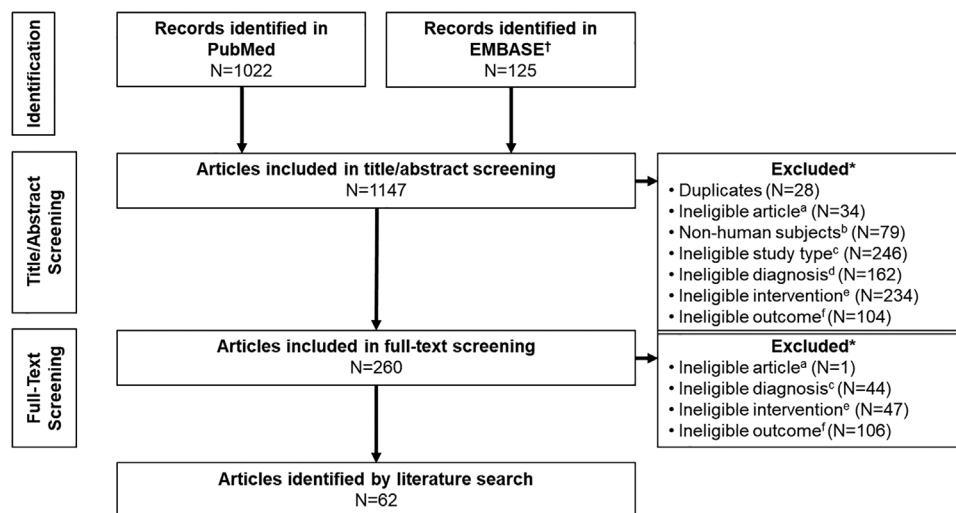 Identification
Records identified in
PubMed
N=1022
Records identified in
EMBASE†
N=125
Title/Abstract
Screening
Articles included in title/abstract screening
N=1147
Excluded*
• Duplicates (N=28)
• Ineligible articleᵃ (N=34)
• Non-human subjectsᵇ (N=79)
• Ineligible study typeᶜ (N=246)
• Ineligible diagnosisᵈ (N=162)
• Ineligible interventionᵉ (N=234)
• Ineligible outcomeᶠ (N=104)
Full-Text
Screening
Articles included in full-text screening
N=260
Excluded*
• Ineligible articleᵃ (N=1)
• Ineligible diagnosisᶜ (N=44)
• Ineligible interventionᵉ (N=47)
• Ineligible outcomeᶠ (N=106)
Articles identified by literature search
N=62